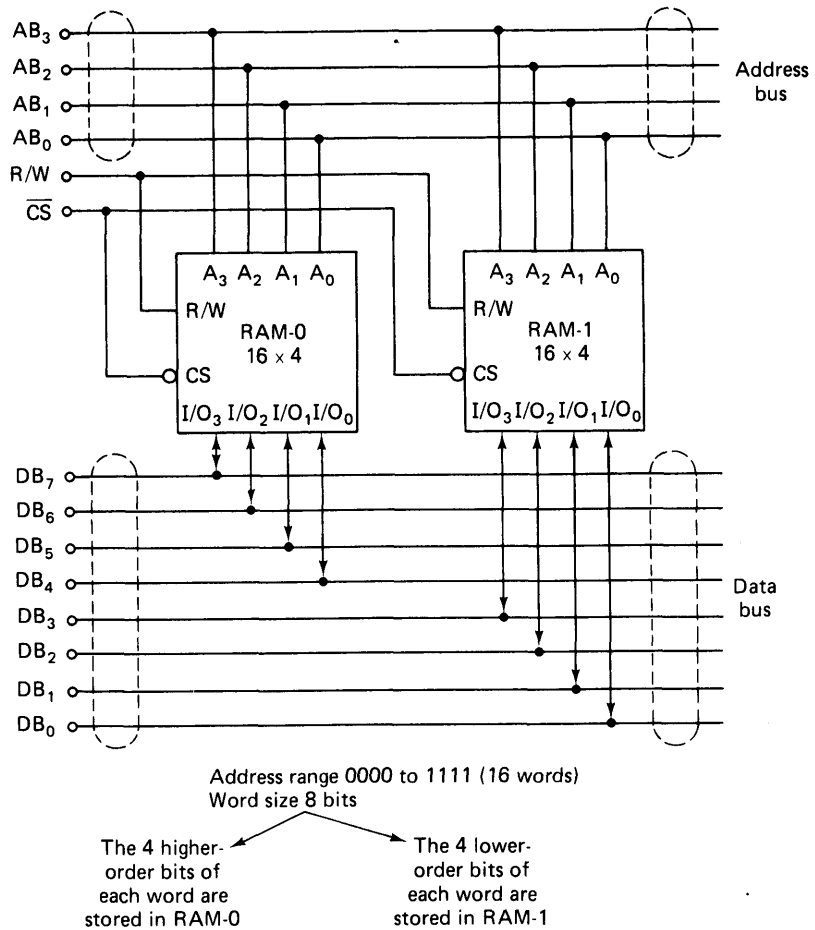 AB₃
AB₂
AB₁
AB₀
Address
bus
R/W
C̅S̅
A₃ A₂ A₁ A₀
R/W
RAM-0
16 × 4
CS
I/O₃ I/O₂ I/O₁ I/O₀
A₃ A₂ A₁ A₀
R/W
RAM-1
16 × 4
CS
I/O₃ I/O₂ I/O₁ I/O₀
DB₇
DB₆
DB₅
DB₄
DB₃
DB₂
DB₁
DB₀
Data
bus
Address range 0000 to 1111 (16 words)
Word size 8 bits
The 4 higher-
order bits of
each word are
stored in RAM-0
The 4 lower-
order bits of
each word are
stored in RAM-1